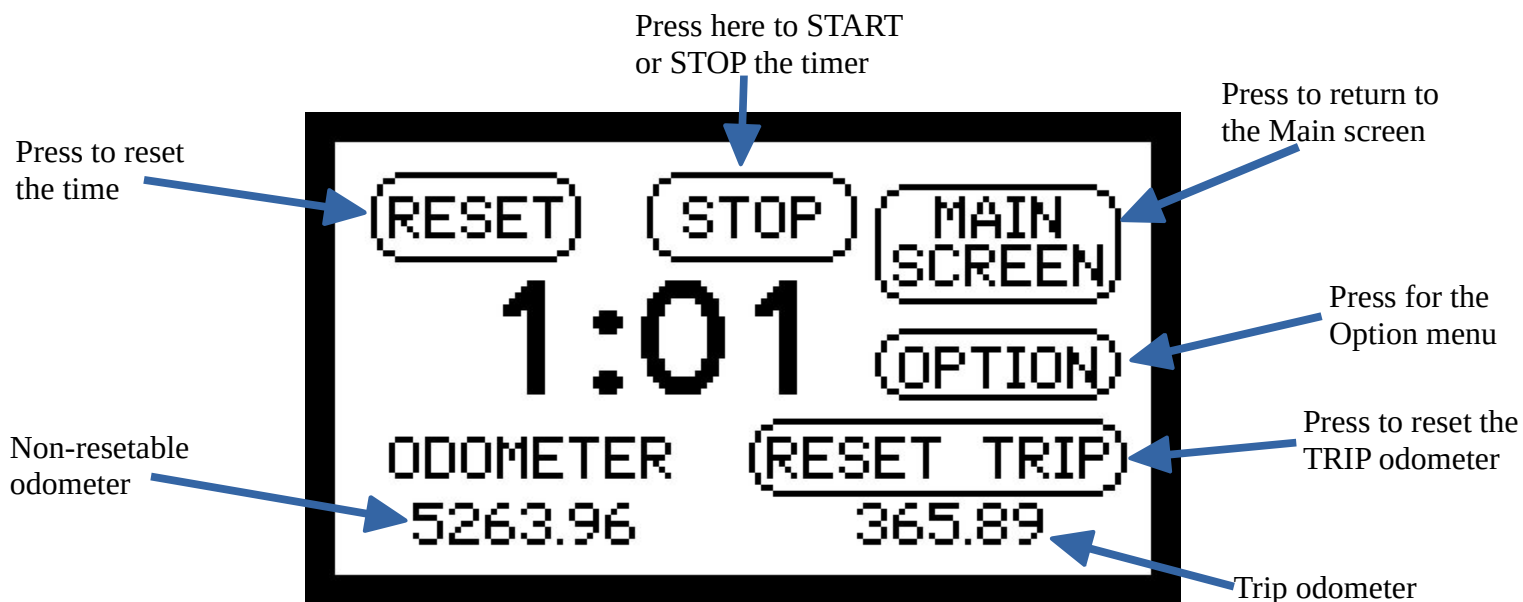 Press here to START
or STOP the timer
Press to return to
the Main screen
Press to reset
the time
RESET
STOP
MAIN
SCREEN
1:01
Press for the
Option menu
OPTION
Press to reset the
TRIP odometer
Non-resetable
odometer
ODOMETER
RESET TRIP
5263.96
365.89
Trip odometer